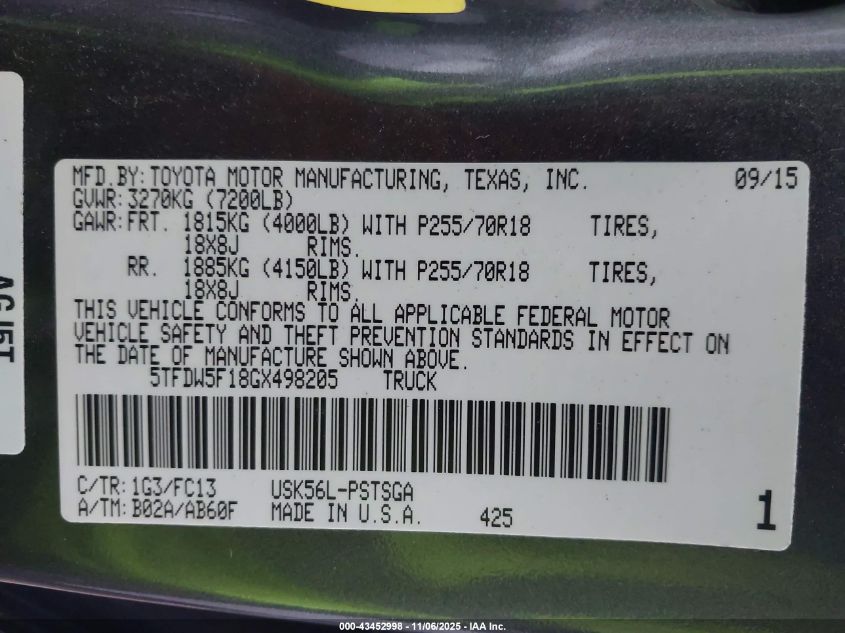 MFD.BY: TOYOTA MOTOR MANUFACTURING, TEXAS, INC. 09/15
GVWR: 3270KG (7200LB)
GAWR: FRT. 1815KG (4000LB) WITH P255/70R18 TIRES,
18X8J RIMS.
RR. 1885KG (4150LB) WITH P255/70R18 TIRES,
18X8J RIMS.
THIS VEHICLE CONFORMS TO ALL APPLICABLE FEDERAL MOTOR
VEHICLE SAFETY AND THEFT PREVENTION STANDARDS IN EFFECT ON
THE DATE OF MANUFACTURE SHOWN ABOVE.
5TFDW5F18GX498205 TRUCK
C/TR: 1G3/FC13 USK56L-PSTSGA
A/TM: B02A/AB60F MADE IN U.S.A. 425 1
000-43452998 - 11/06/2025 - IAA Inc.